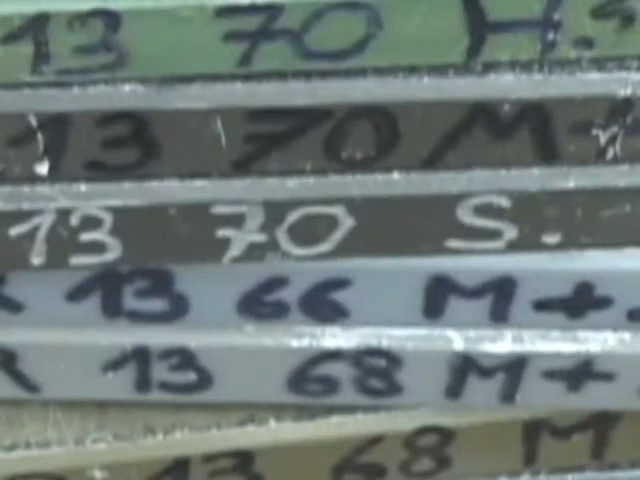 13 70 H.
13 70 M+
13 70 S.
13 66 M+.
R 13 68 M+
13 68 M